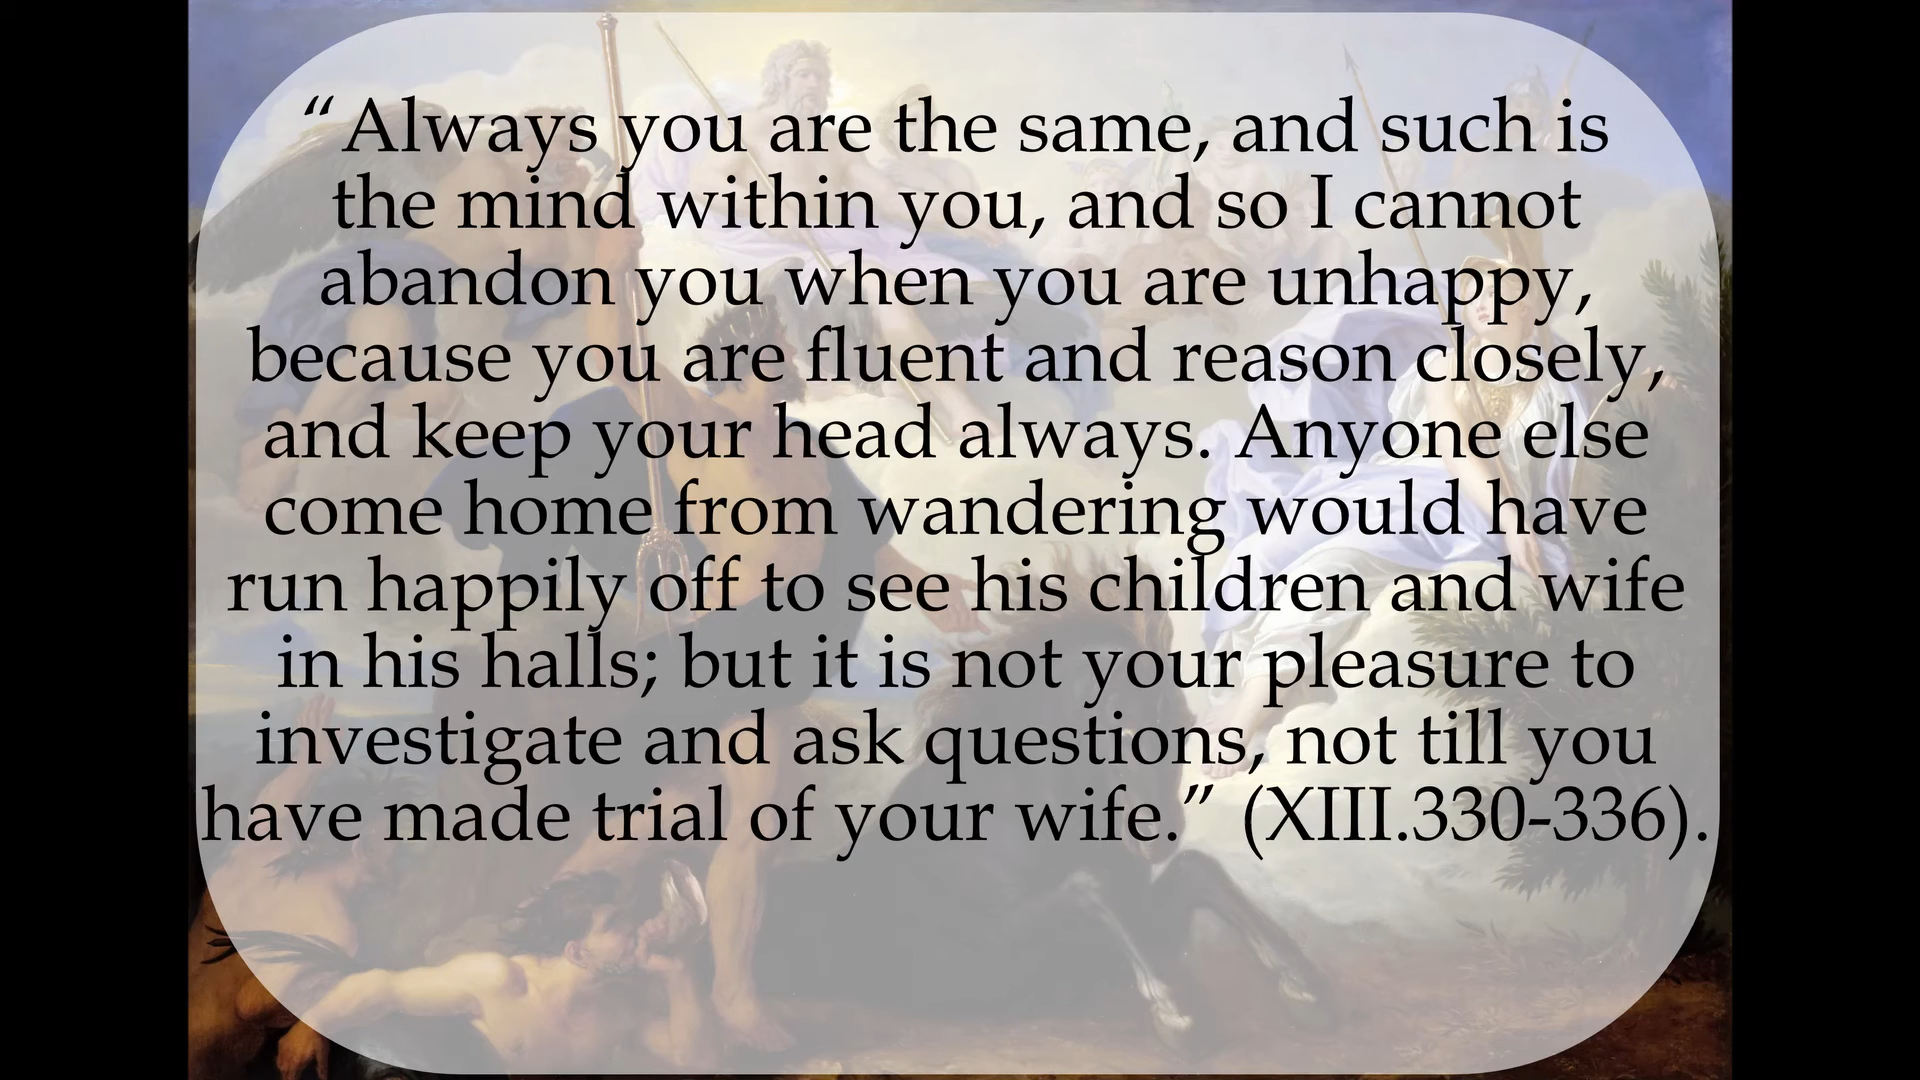 “Always you are the same, and such is
the mind within you, and so I cannot
abandon you when you are unhappy,
because you are fluent and reason closely,
and keep your head always. Anyone else
come home from wandering would have
run happily off to see his children and wife
in his halls; but it is not your pleasure to
investigate and ask questions, not till you
have made trial of your wife.” (XIII.330-336).